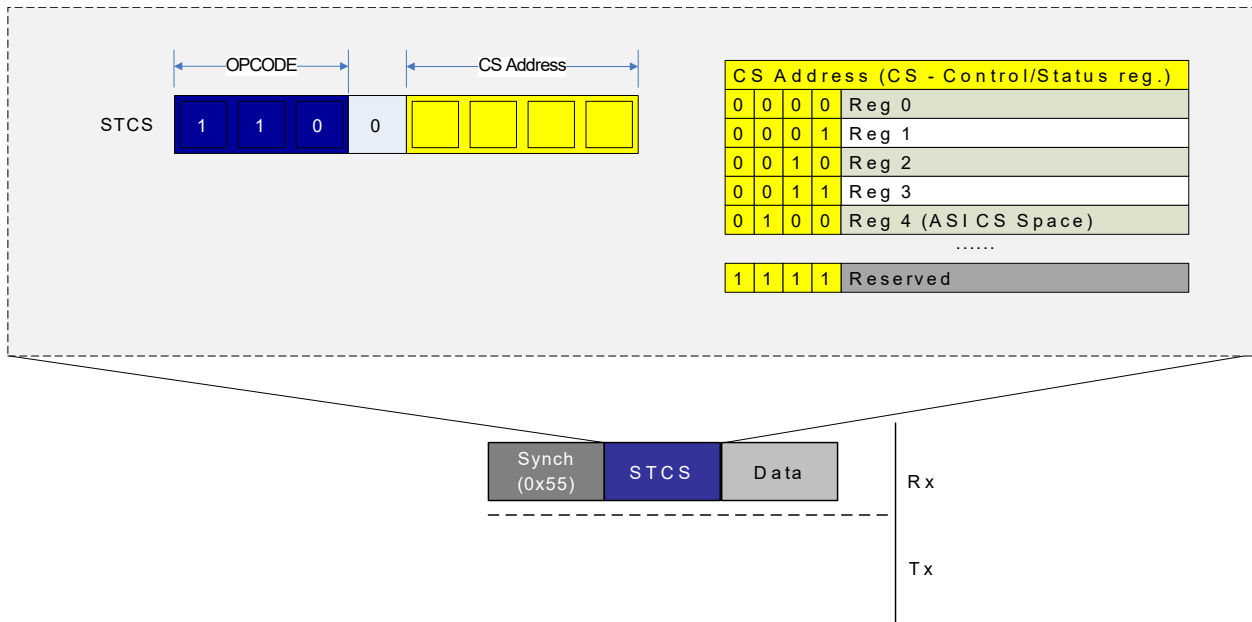 OPCODE CS Address
STCS 1 1 0 0
CS Address (CS - Control/Status reg.)
0 0 0 0 Reg 0
0 0 0 1 Reg 1
0 0 1 0 Reg 2
0 0 1 1 Reg 3
0 1 0 0 Reg 4 (ASI CS Space)
......
1 1 1 1 Reserved
Synch
(0x55)
STCS
Data
Rx
Tx